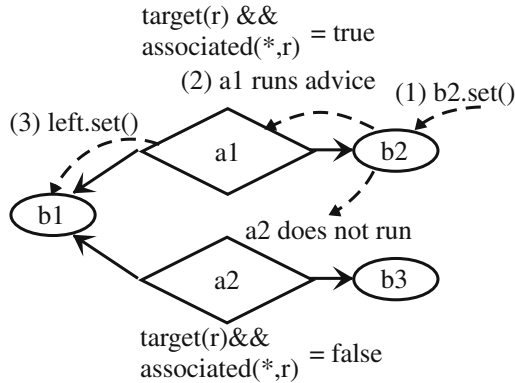 target(r) &&
associated(*,r) = true
(2) a1 runs advice
(1) b2.set()
(3) left.set()
a1
b2
b1
a2 does not run
a2
b3
target(r)&&
associated(*,r) = false